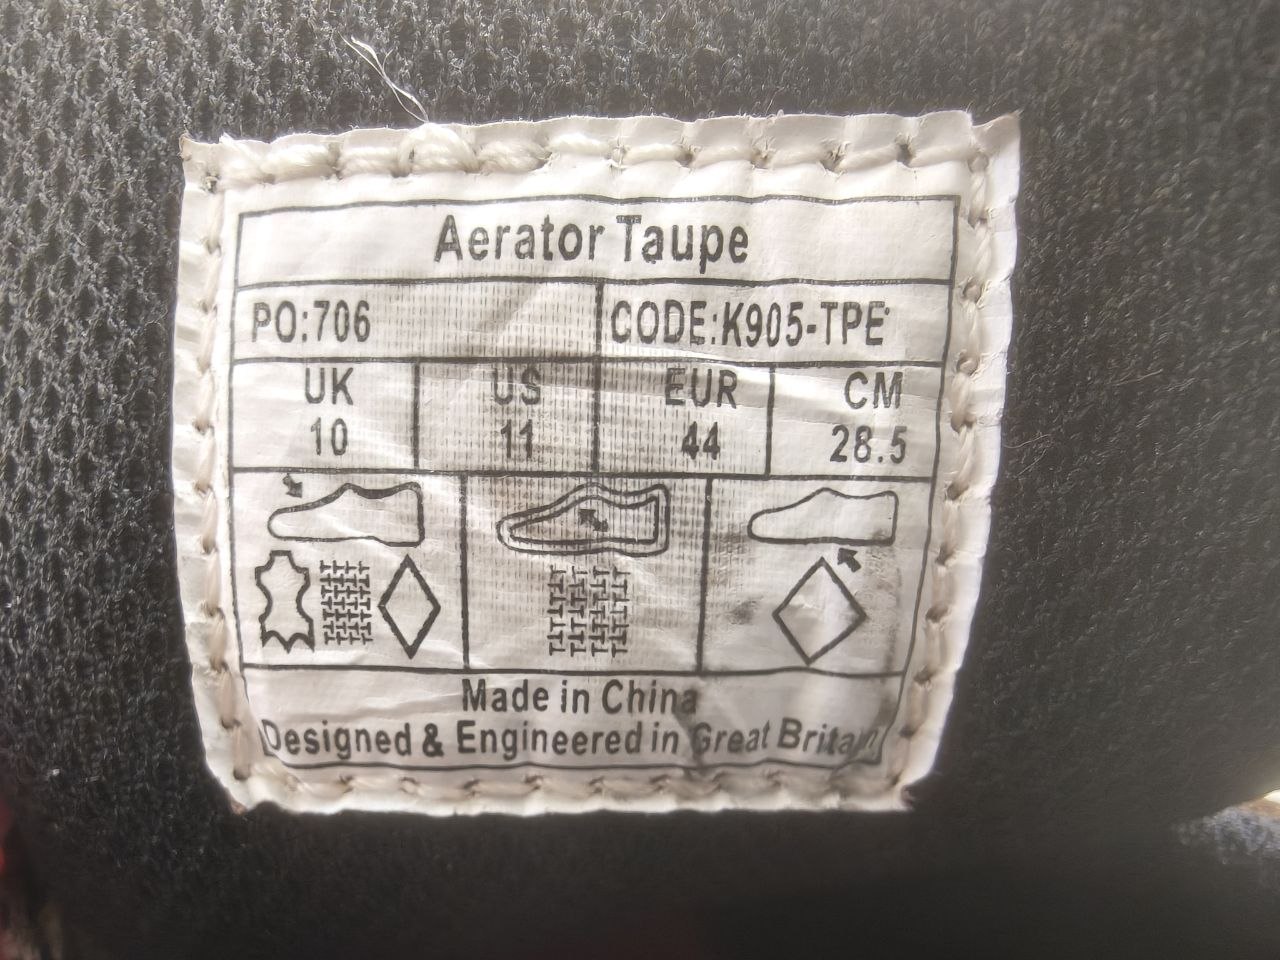 Aerator Taupe
PO:706 CODE:K905-TPE
UK US EUR CM
10 11 44 28.5
Made in China
Designed & Engineered in Great Britain